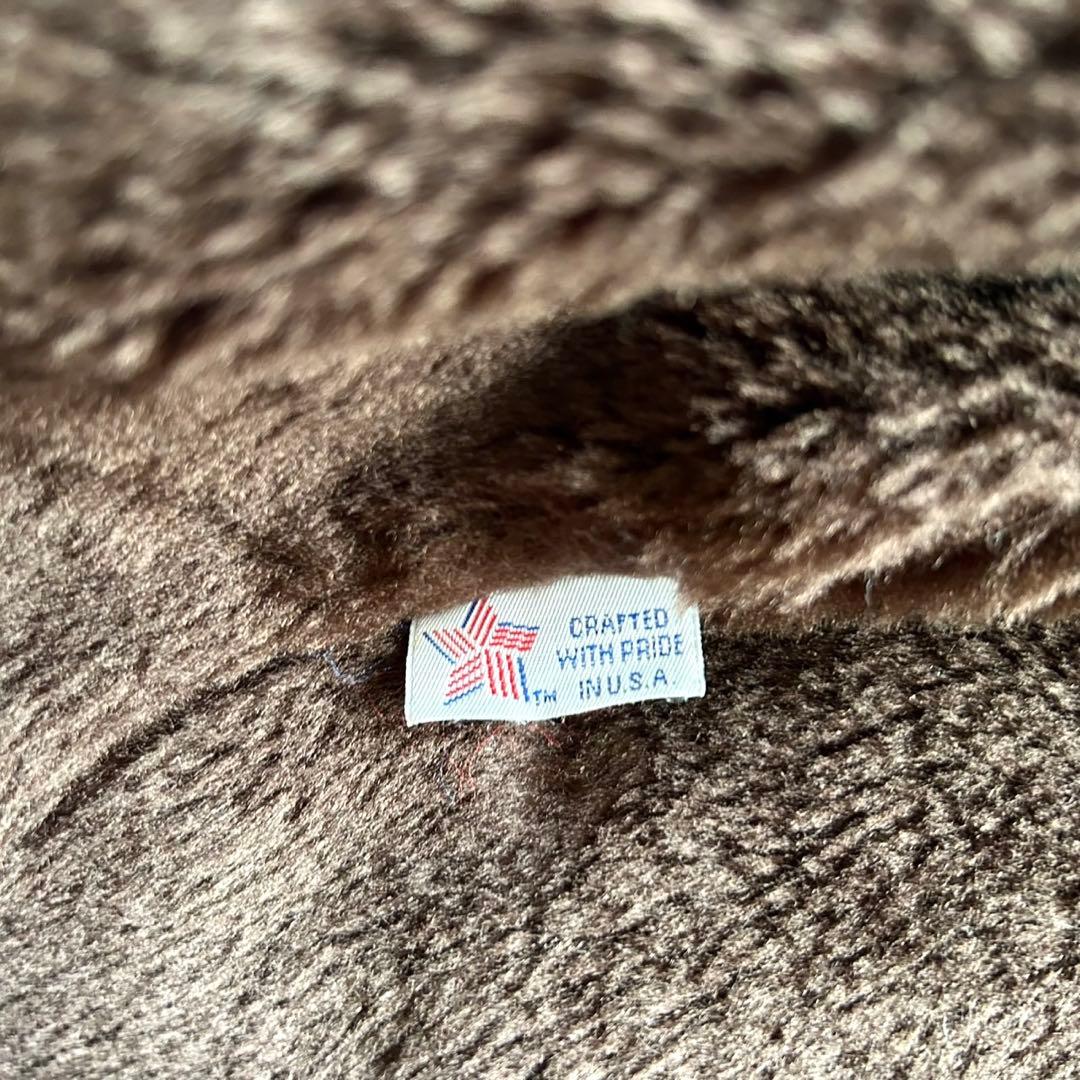 CRAFTED
WITH PRIDE
IN U.S.A.
TM